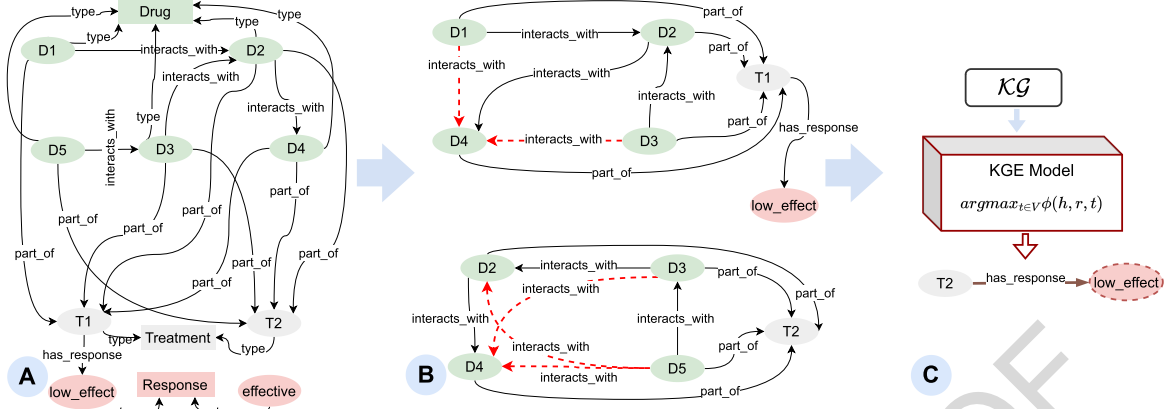 type
Drug
type
type
type
D1
interacts_with
D2
interacts_with
interacts_with
type
interacts_with
D5
D3
D4
part_of
part_of
part_of
part_of
part_of
part_of
part_of
T1
T2
type
Treatment
type
has_response
A
low_effect
Response
effective
part_of
D1
interacts_with
D2
part_of
interacts_with
interacts_with
T1
interacts_with
part_of
has_response
D4
interacts_with
D3
part_of
low_effect
D2
interacts_with
D3
part_of
interacts_with
part_of
interacts_with
interacts_with
T2
interacts_with
part_of
D4
D5
interacts_with
part_of
B
KG
KGE Model
argmax_{t∈V}ϕ(h, r, t)
T2
has_response
low_effect
C
OF